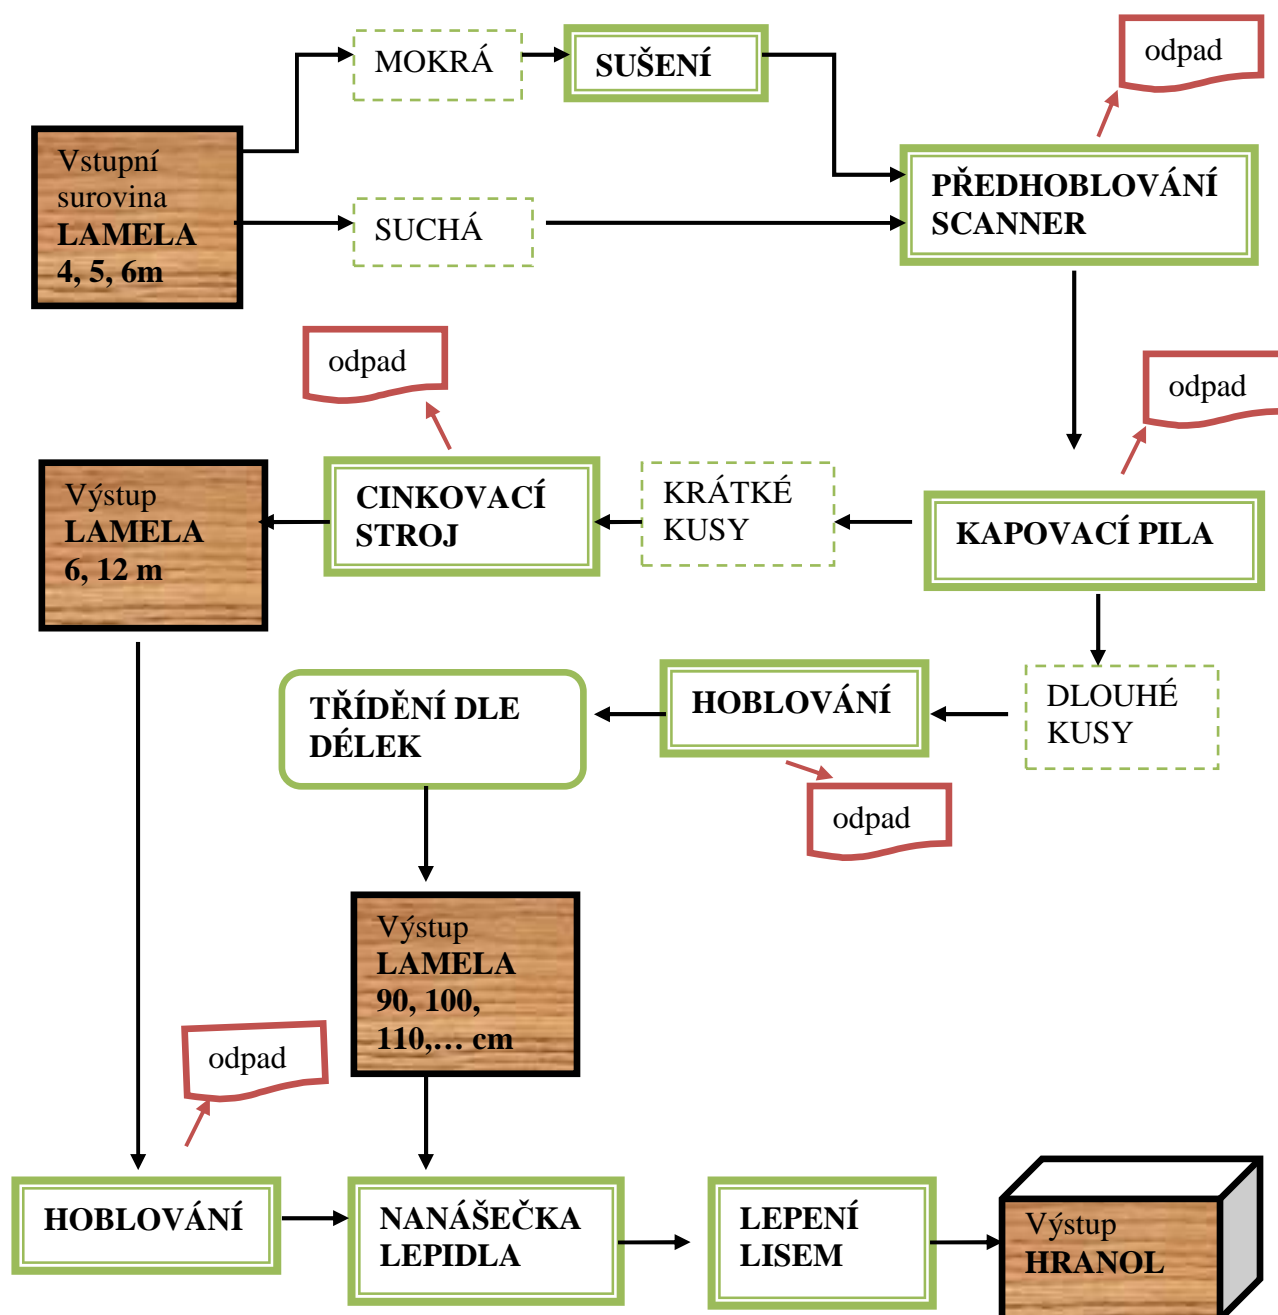 MOKRÁ
SUŠENÍ
odpad
Vstupní
surovina
LAMELA
4, 5, 6m
SUCHÁ
PŘEDHOBLOVÁNÍ
SCANNER
odpad
odpad
Výstup
LAMELA
6, 12 m
CINKOVACÍ
STROJ
KRÁTKÉ
KUSY
KAPOVACÍ PILA
TŘÍDĚNÍ DLE
DÉLEK
HOBLOVÁNÍ
DLOUHÉ
KUSY
odpad
Výstup
LAMELA
90, 100,
110,… cm
odpad
HOBLOVÁNÍ
NANÁŠEČKA
LEPIDLA
LEPENÍ
LISEM
Výstup
HRANOL